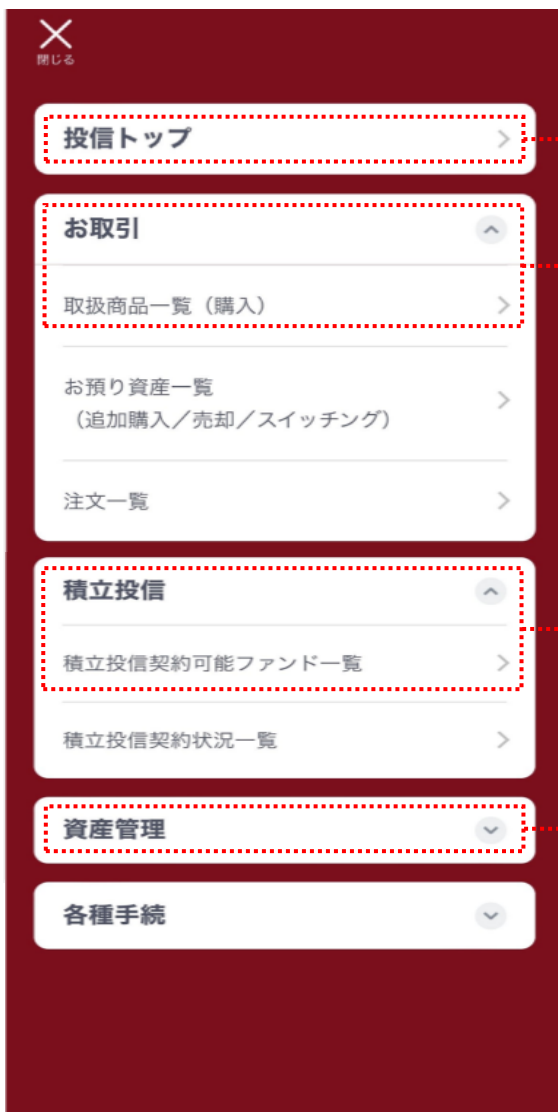 閉じる
投信トップ
お取引
取扱商品一覧（購入）
お預り資産一覧
（追加購入／売却／スイッチング）
注文一覧
積立投信
積立投信契約可能ファンド一覧
積立投信契約状況一覧
資産管理
各種手続